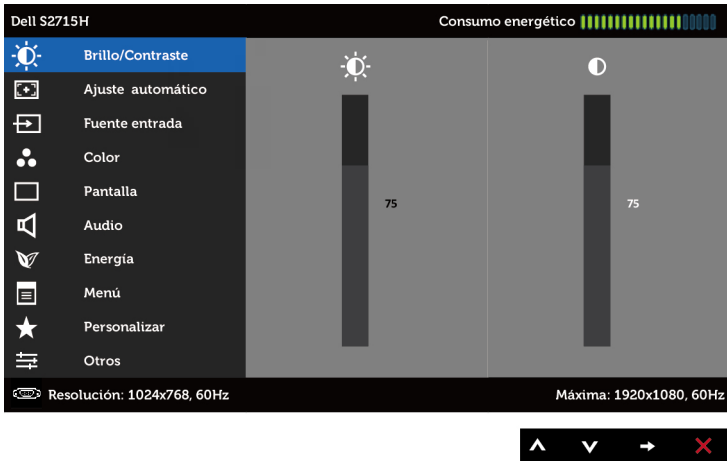 Dell S2715H
Consumo energético
Brillo/Contraste
Ajuste automático
Fuente entrada
Color
Pantalla
Audio
Energía
Menú
Personalizar
Otros
75
75
Resolución: 1024x768, 60Hz
Máxima: 1920x1080, 60Hz